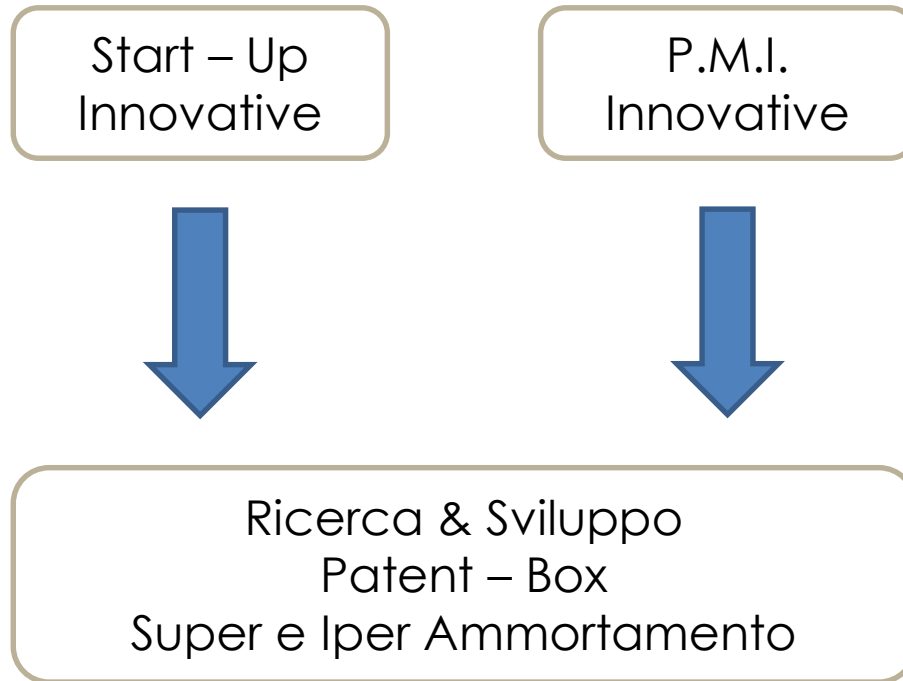 Start – Up
Innovative
P.M.I.
Innovative
Ricerca & Sviluppo
Patent – Box
Super e Iper Ammortamento